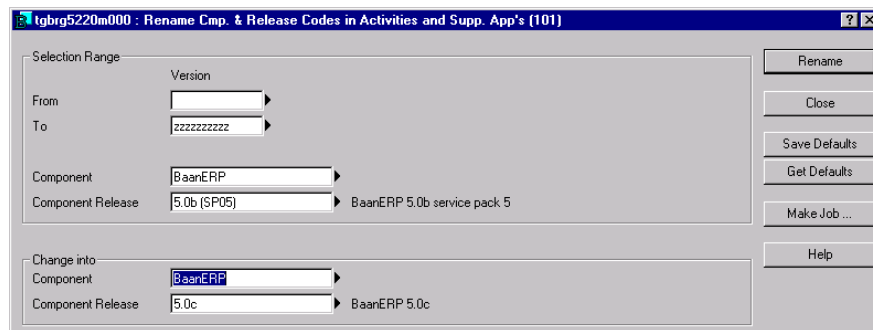 tgbrg5220m000 : Rename Cmp. & Release Codes in Activities and Supp. App's (101)
Selection Range
Version
From
To zzzzzzzzzz
Component BaanERP
Component Release 5.0b (SP05) BaanERP 5.0b service pack 5
Change into
Component BaanERP
Component Release 5.0c BaanERP 5.0c
Rename
Close
Save Defaults
Get Defaults
Make Job ...
Help